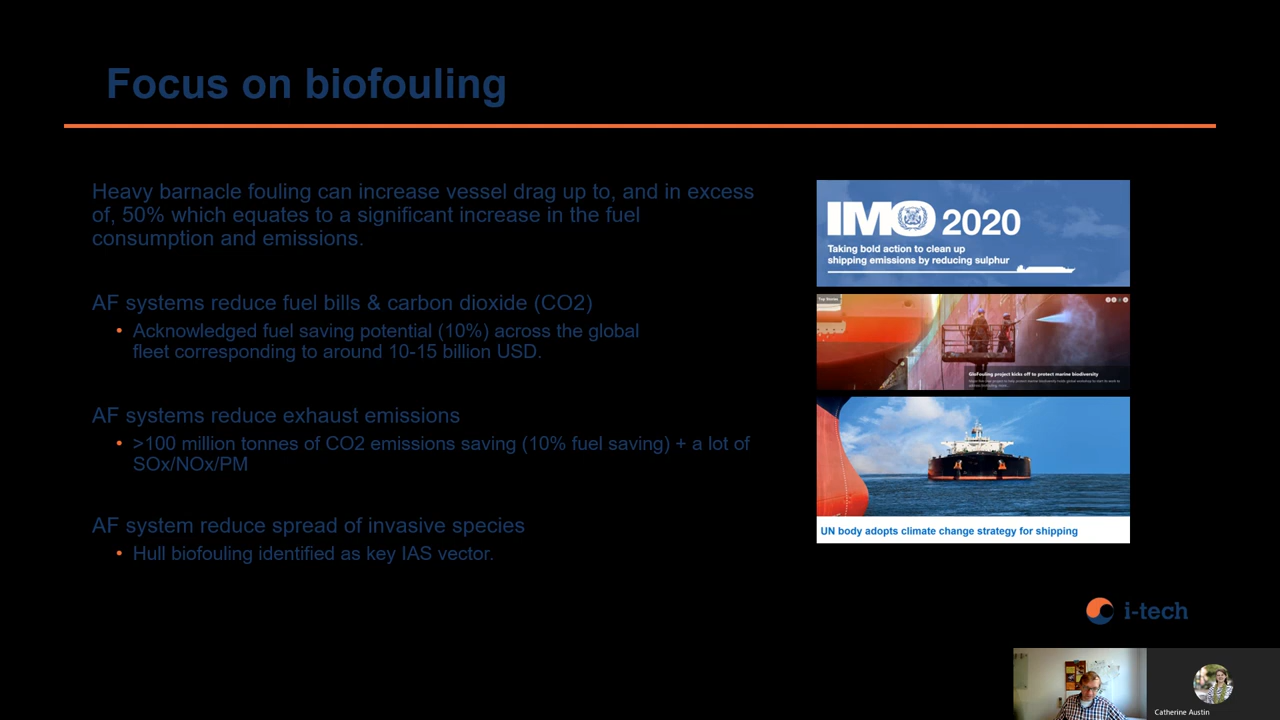 Focus on biofouling
Heavy barnacle fouling can increase vessel drag up to, and in excess
of, 50% which equates to a significant increase in the fuel
consumption and emissions.
AF systems reduce fuel bills & carbon dioxide (CO2)
• Acknowledged fuel saving potential (10%) across the global
fleet corresponding to around 10-15 billion USD.
AF systems reduce exhaust emissions
• >100 million tonnes of CO2 emissions saving (10% fuel saving) + a lot of
SOx/NOx/PM
AF system reduce spread of invasive species
• Hull biofouling identified as key IAS vector.
IMO 2020
Taking bold action to clean up
shipping emissions by reducing sulphur
Top Stories
GloFouling project kicks off to protect marine biodiversity
UN body adopts climate change strategy for shipping
i-tech
Catherine Austin